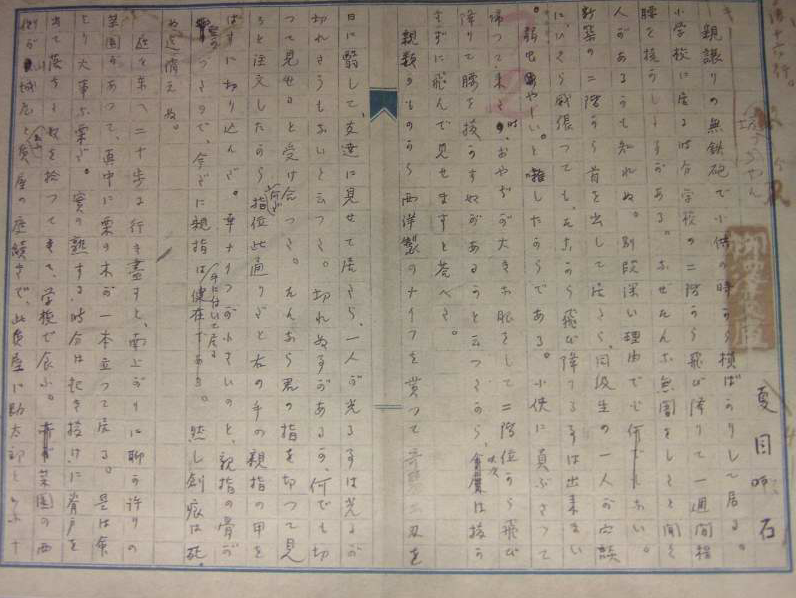 坊っちやん
夏目漱石
親譲りの無鉄砲で小供の時から損ばかりして居る。
小学校に居る時分学校の二階から飛び降りて一週間程
腰を抜かした事がある。なぜそんな無闇をしたと聞く
人があるかも知れぬ。別段深い理由でも何でもない。
新築の二階から首を出して居たら、同級生の一人が冗談
に、いくら威張つても、そこから飛び降りる事は出来まい
。弱虫やーい。と囃したからである。小使に負ぶさつて
帰つて来た時、おやぢが大きな眼をして二階位から飛び
降りて腰を抜かす奴があるかと云つたから、此次は抜か
さずに飛んで見せますと答へた。
親類のものから西洋製のナイフを貰つて奇麗な刃を
日に翳して、友達に見せて居たら、一人が光る事は光るが
切れさうもないと云つた。切れぬ事があるか、何でも切
つて見せると受け合つた。そんなら君の指を切つて見
ろと注文したから、何だ指位此通りだと右の手の親指の甲を
はすに切り込んだ。幸ナイフが小さいのと、親指の骨が
堅かつたので、今だに親指は手に付いて居る。然し創痕は死
ぬ迄消えぬ。
庭を東へ二十歩に行き尽すと、南上がりに聊か許りの
菜園があつて、真中に栗の木が一本立つて居る。是は命
より大事な栗だ。実の熟する時分は起き抜けに脊戸を
出て落ちた奴を拾つてきて、学校で食ふ。菜園の西
側が山城屋と云ふ質屋の庭続きで、此質屋に勘太郎といふ十